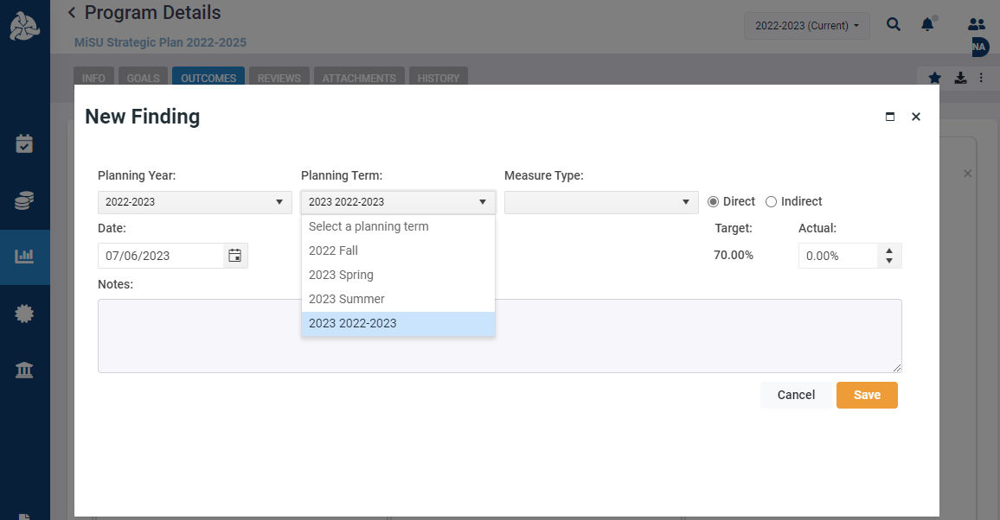 Program Details
2022-2023 (Current)
MiSU Strategic Plan 2022-2025
NA
INFO GOALS OUTCOMES REVIEWS ATTACHMENTS HISTORY
New Finding
Planning Year: Planning Term: Measure Type:
2022-2023 2023 2022-2023 Direct Indirect
Date: Select a planning term Target: Actual:
07/06/2023 2022 Fall 70.00% 0.00%
2023 Spring
Notes:
2023 Summer
2023 2022-2023
Cancel Save